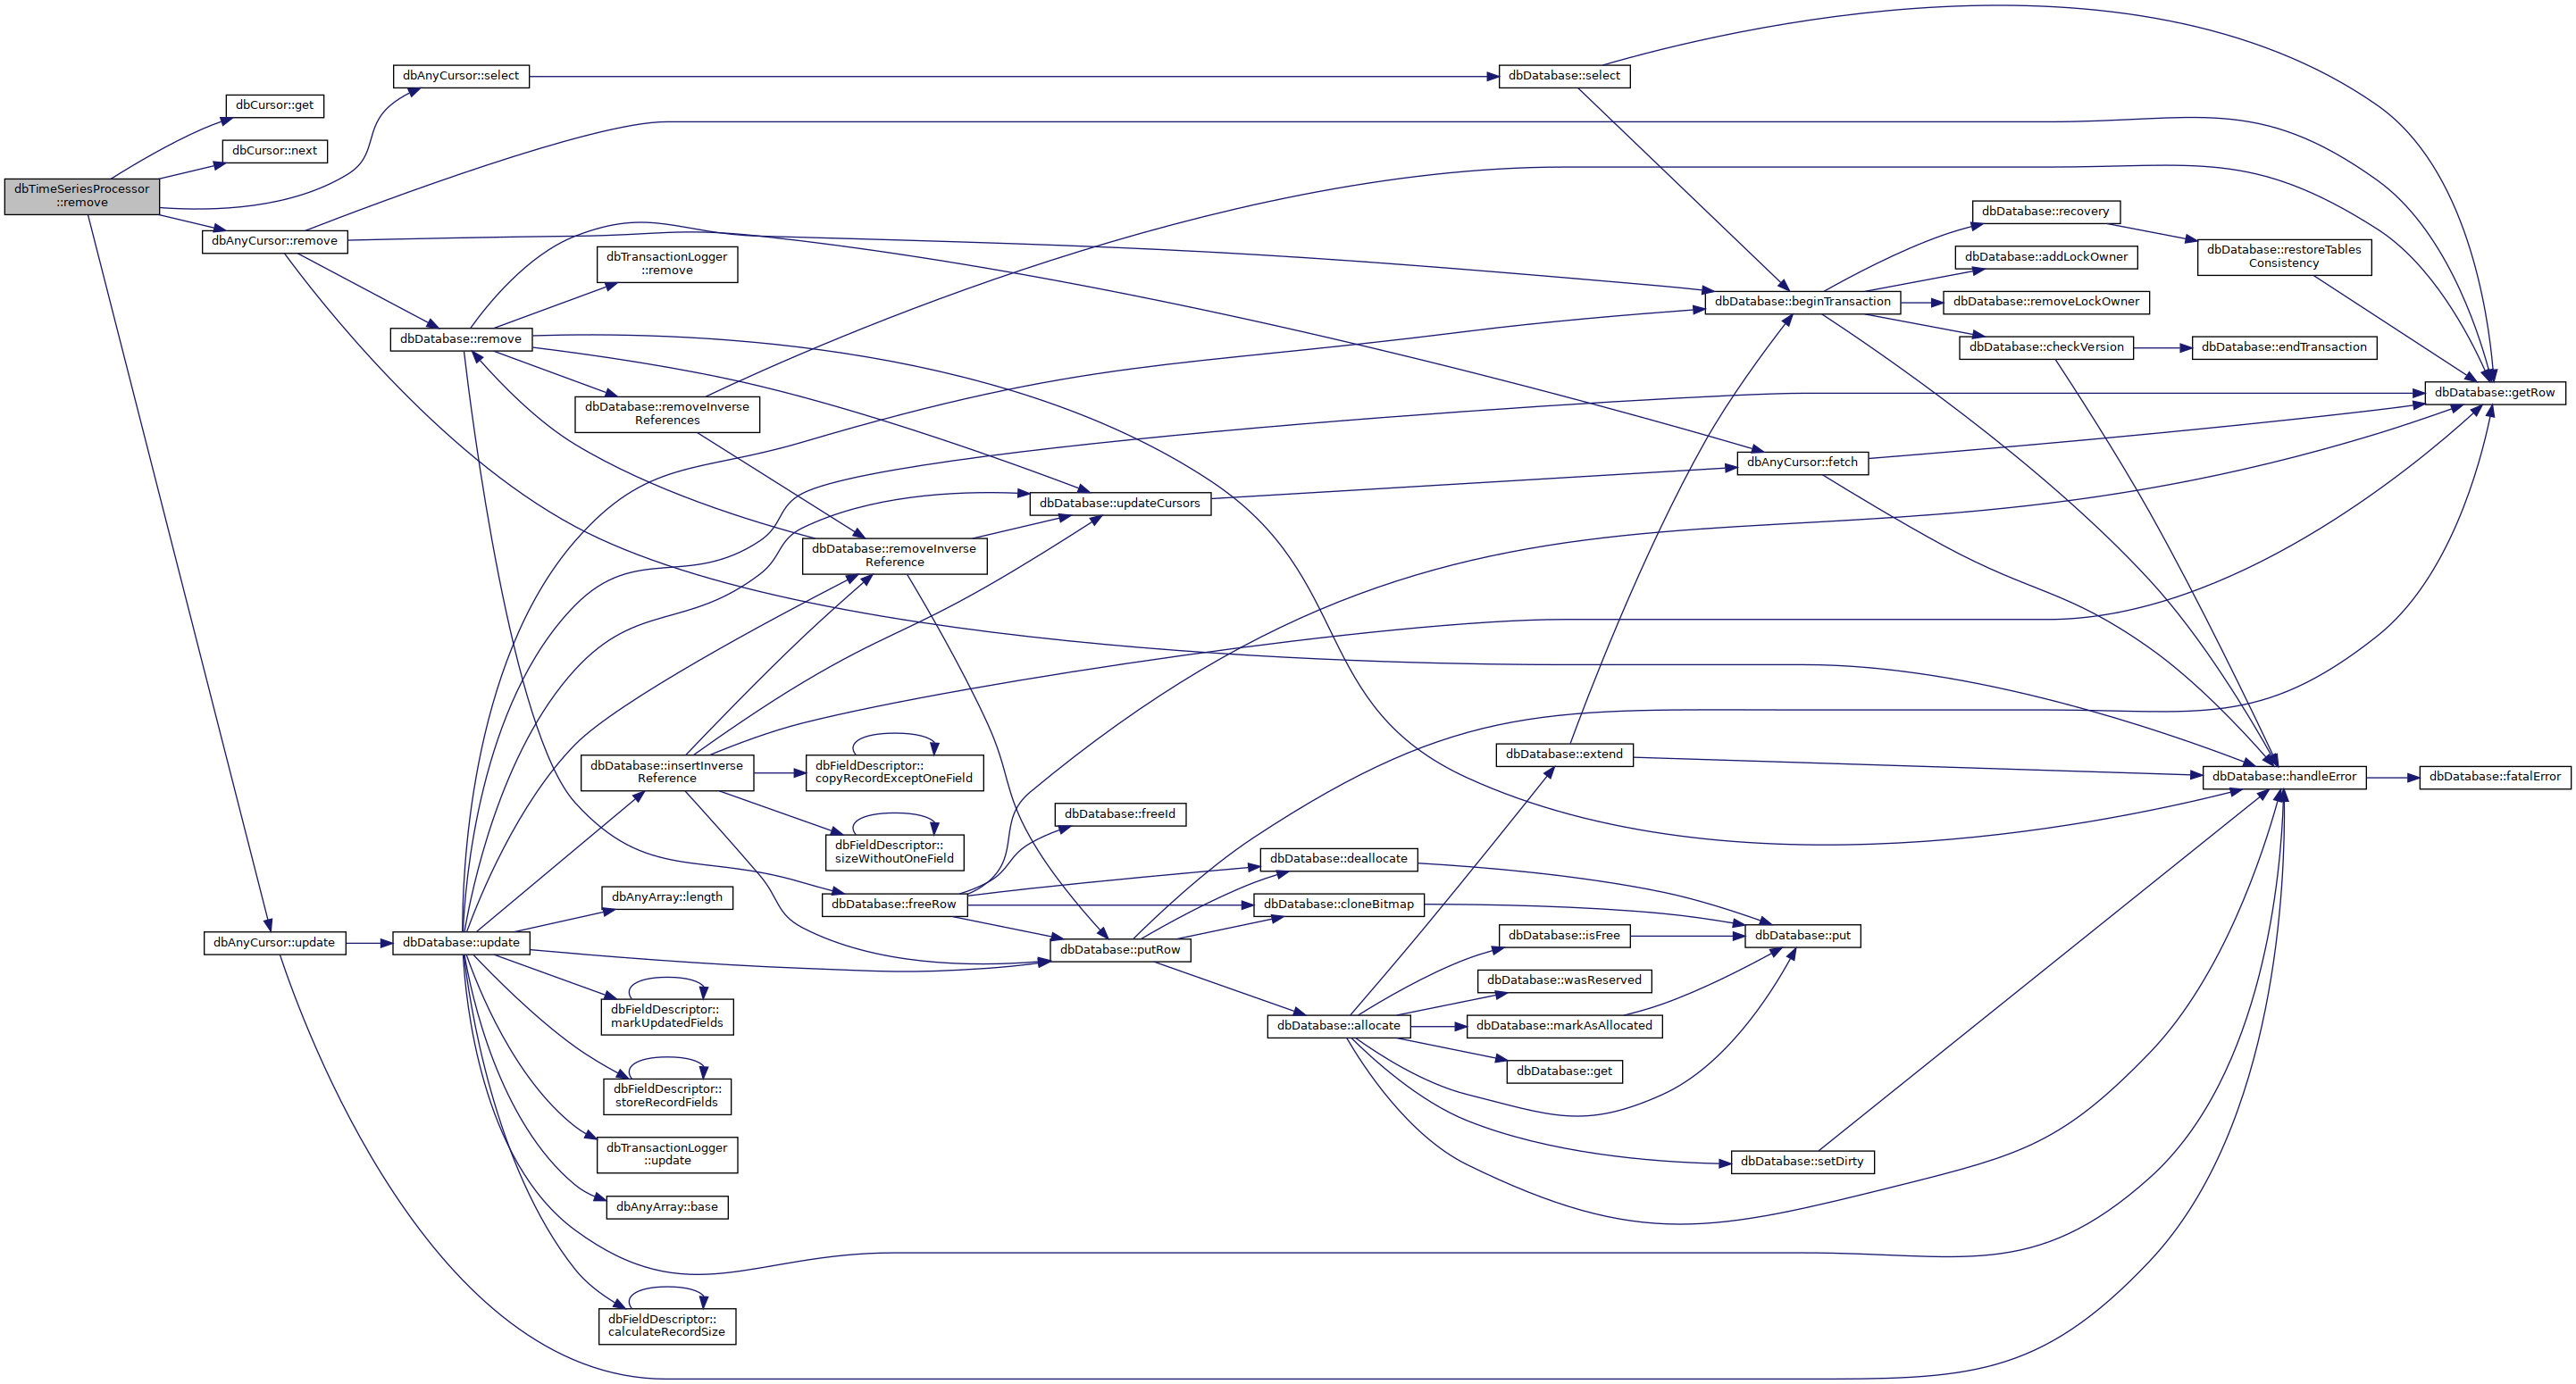 dbTimeSeriesProcessor
::remove
dbCursor::get
dbCursor::next
dbAnyCursor::select
dbAnyCursor::remove
dbAnyCursor::update
dbDatabase::remove
dbDatabase::update
dbTransactionLogger
::remove
dbDatabase::removeInverse
References
dbDatabase::insertInverse
Reference
dbAnyArray::length
dbFieldDescriptor::
markUpdatedFields
dbFieldDescriptor::
storeRecordFields
dbTransactionLogger
::update
dbAnyArray::base
dbFieldDescriptor::
calculateRecordSize
dbDatabase::removeInverse
Reference
dbFieldDescriptor::
copyRecordExceptOneField
dbFieldDescriptor::
sizeWithoutOneField
dbDatabase::freeRow
dbDatabase::updateCursors
dbDatabase::freeId
dbDatabase::putRow
dbDatabase::deallocate
dbDatabase::cloneBitmap
dbDatabase::allocate
dbDatabase::select
dbDatabase::extend
dbDatabase::isFree
dbDatabase::wasReserved
dbDatabase::markAsAllocated
dbDatabase::get
dbDatabase::beginTransaction
dbAnyCursor::fetch
dbDatabase::put
dbDatabase::setDirty
dbDatabase::recovery
dbDatabase::addLockOwner
dbDatabase::removeLockOwner
dbDatabase::checkVersion
dbDatabase::restoreTables
Consistency
dbDatabase::endTransaction
dbDatabase::handleError
dbDatabase::getRow
dbDatabase::fatalError